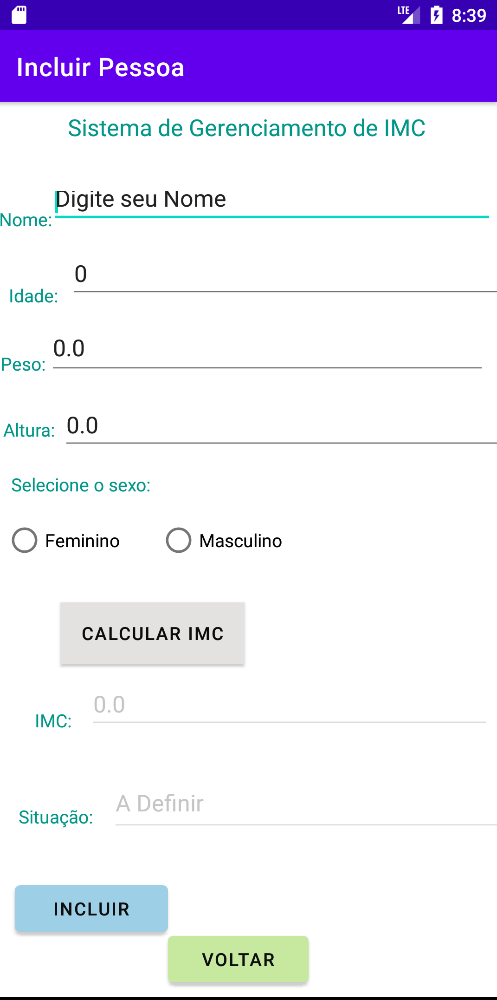 LTE 8:39
Incluir Pessoa
Sistema de Gerenciamento de IMC
Digite seu Nome
Nome:
0
Idade:
0.0
Peso:
0.0
Altura:
Selecione o sexo:
Feminino Masculino
CALCULAR IMC
0.0
IMC:
A Definir
Situação:
INCLUIR
VOLTAR